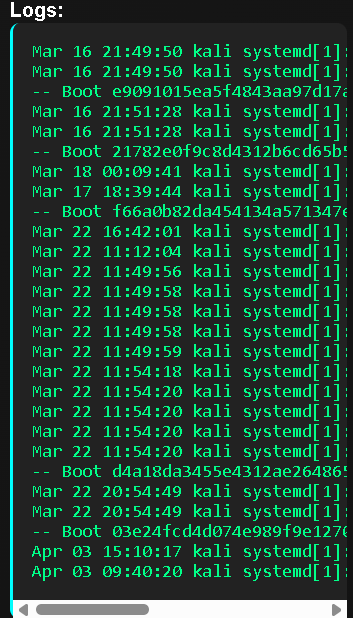 Logs:
Mar 16 21:49:50 kali systemd[1]:
Mar 16 21:49:50 kali systemd[1]:
-- Boot e9091015ea5f4843aa97d17a
Mar 16 21:51:28 kali systemd[1]:
Mar 16 21:51:28 kali systemd[1]:
-- Boot 21782e0f9c8d4312b6cd65b5
Mar 18 00:09:41 kali systemd[1]:
Mar 17 18:39:44 kali systemd[1]:
-- Boot f66a0b82da454134a571347e
Mar 22 16:42:01 kali systemd[1]:
Mar 22 11:12:04 kali systemd[1]:
Mar 22 11:49:56 kali systemd[1]:
Mar 22 11:49:58 kali systemd[1]:
Mar 22 11:49:58 kali systemd[1]:
Mar 22 11:49:58 kali systemd[1]:
Mar 22 11:49:59 kali systemd[1]:
Mar 22 11:54:18 kali systemd[1]:
Mar 22 11:54:20 kali systemd[1]:
Mar 22 11:54:20 kali systemd[1]:
Mar 22 11:54:20 kali systemd[1]:
Mar 22 11:54:20 kali systemd[1]:
-- Boot d4a18da3455e4312ae264865
Mar 22 20:54:49 kali systemd[1]:
Mar 22 20:54:49 kali systemd[1]:
-- Boot 03e24fcd4d074e989f9e1270
Apr 03 15:10:17 kali systemd[1]:
Apr 03 09:40:20 kali systemd[1]: